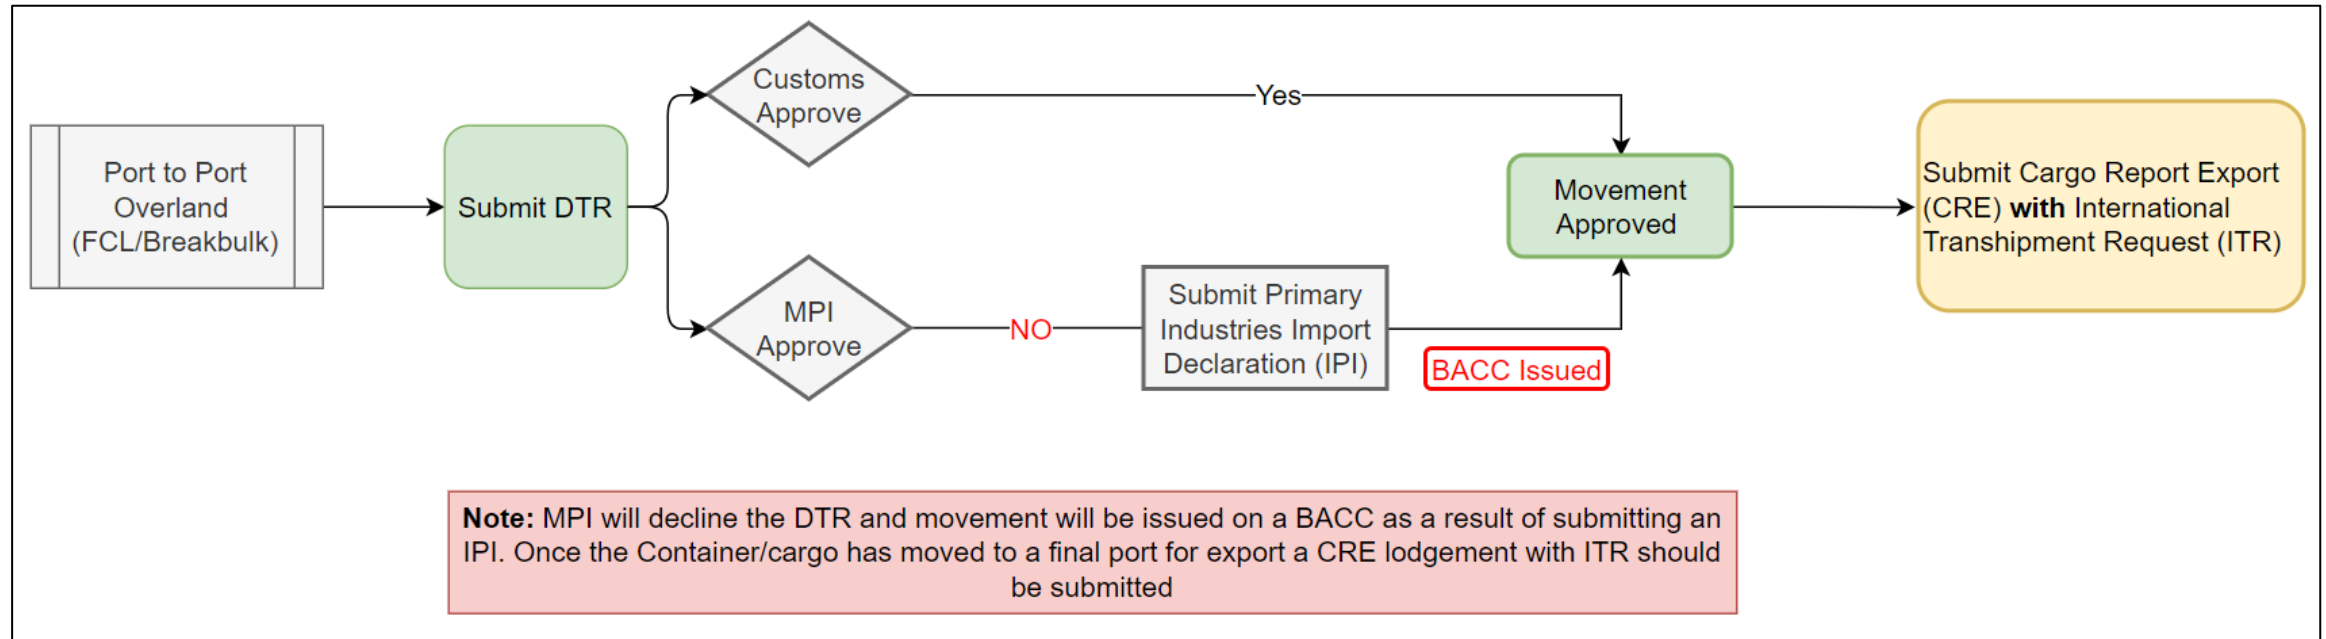 Port to Port
Overland
(FCL/Breakbulk)
Submit DTR
Customs
Approve
Yes
MPI
Approve
NO
Submit Primary
Industries Import
Declaration (IPI)
BACC Issued
Movement
Approved
Submit Cargo Report Export
(CRE) with International
Transhipment Request (ITR)
Note: MPI will decline the DTR and movement will be issued on a BACC as a result of submitting an
IPI. Once the Container/cargo has moved to a final port for export a CRE lodgement with ITR should
be submitted